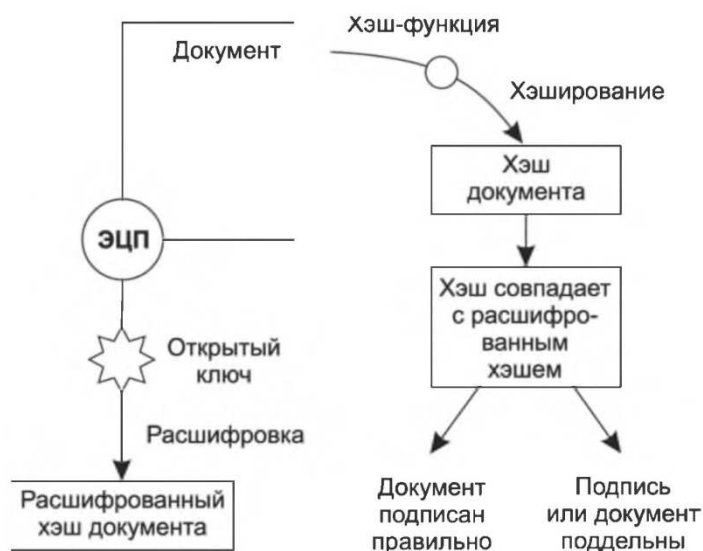 Документ
Хэш-функция
Хэширование
Хэш
документа
ЭЦП
Хэш совпадает
с расшифро-
ванным
хэшем
Открытый
ключ
Расшифровка
Расшифрованный
хэш документа
Документ
подписан
правильно
Подпись
или документ
поддельны